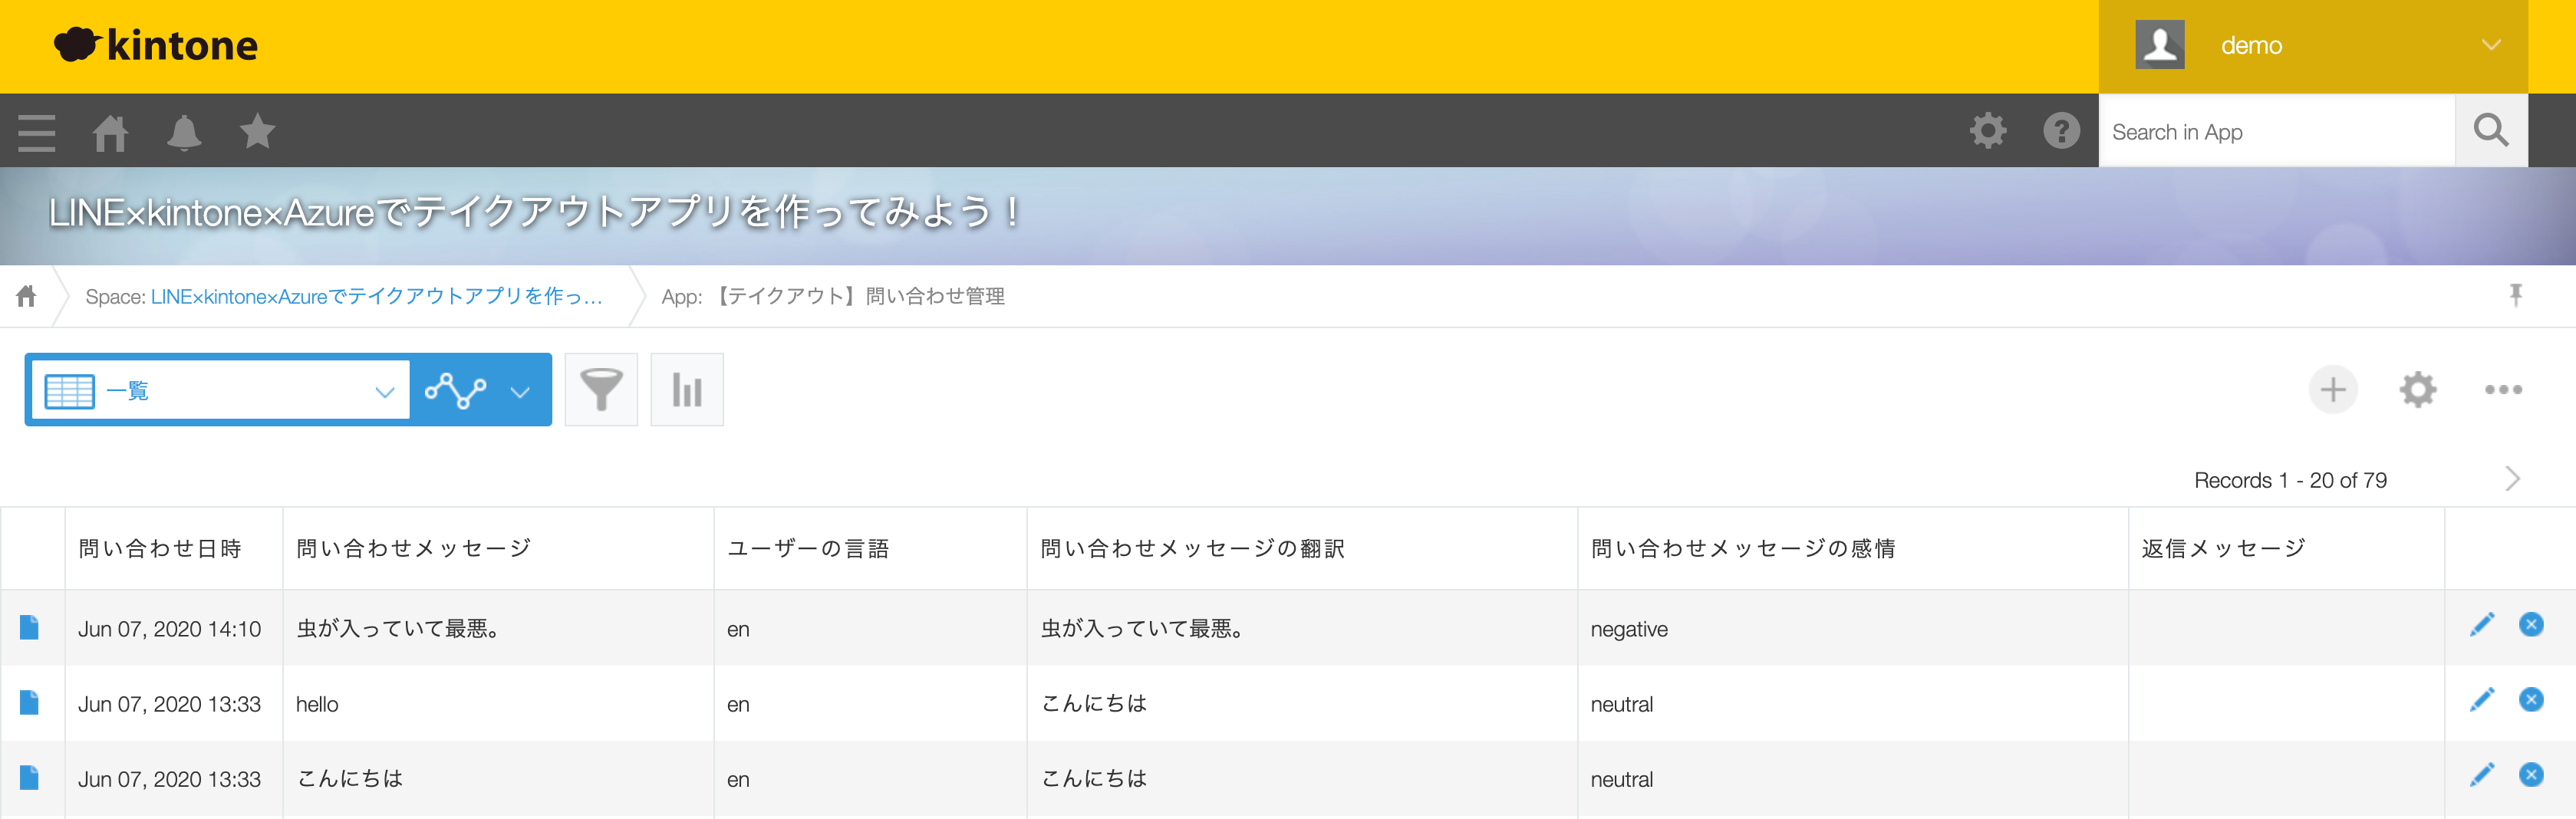 kintone
demo
Search in App
LINE×kintone×Azureでテイクアウトアプリを作ってみよう！
Space: LINE×kintone×Azureでテイクアウトアプリを作っ... App: 【テイクアウト】問い合わせ管理
一覧
Records 1 - 20 of 79
問い合わせ日時 問い合わせメッセージ ユーザーの言語 問い合わせメッセージの翻訳 問い合わせメッセージの感情 返信メッセージ
Jun 07, 2020 14:10 虫が入っていて最悪。 en 虫が入っていて最悪。 negative
Jun 07, 2020 13:33 hello en こんにちは neutral
Jun 07, 2020 13:33 こんにちは en こんにちは neutral